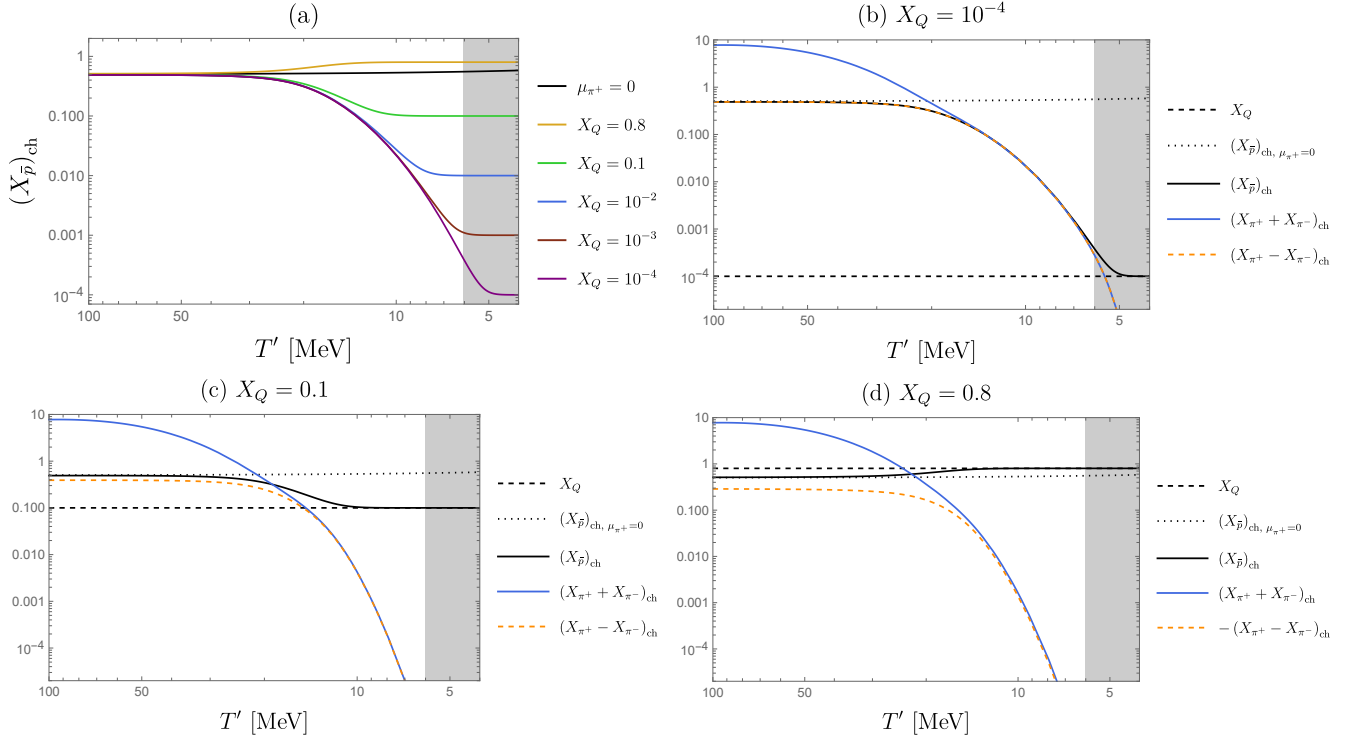 (a)
(X_p̄)_ch
1
0.100
0.010
0.001
10⁻⁴
100 50 10 5
T′ [MeV]
μ_π⁺ = 0
X_Q = 0.8
X_Q = 0.1
X_Q = 10⁻²
X_Q = 10⁻³
X_Q = 10⁻⁴
(b) X_Q = 10⁻⁴
10
1
0.100
0.010
0.001
10⁻⁴
100 50 10 5
T′ [MeV]
X_Q
(X_p̄)_ch, μ_π⁺=0
(X_p̄)_ch
(X_π⁺ + X_π⁻)_ch
(X_π⁺ − X_π⁻)_ch
(c) X_Q = 0.1
10
1
0.100
0.010
0.001
10⁻⁴
100 50 10 5
T′ [MeV]
X_Q
(X_p̄)_ch, μ_π⁺=0
(X_p̄)_ch
(X_π⁺ + X_π⁻)_ch
(X_π⁺ − X_π⁻)_ch
(d) X_Q = 0.8
10
1
0.100
0.010
0.001
10⁻⁴
100 50 10 5
T′ [MeV]
X_Q
(X_p̄)_ch, μ_π⁺=0
(X_p̄)_ch
(X_π⁺ + X_π⁻)_ch
− (X_π⁺ − X_π⁻)_ch